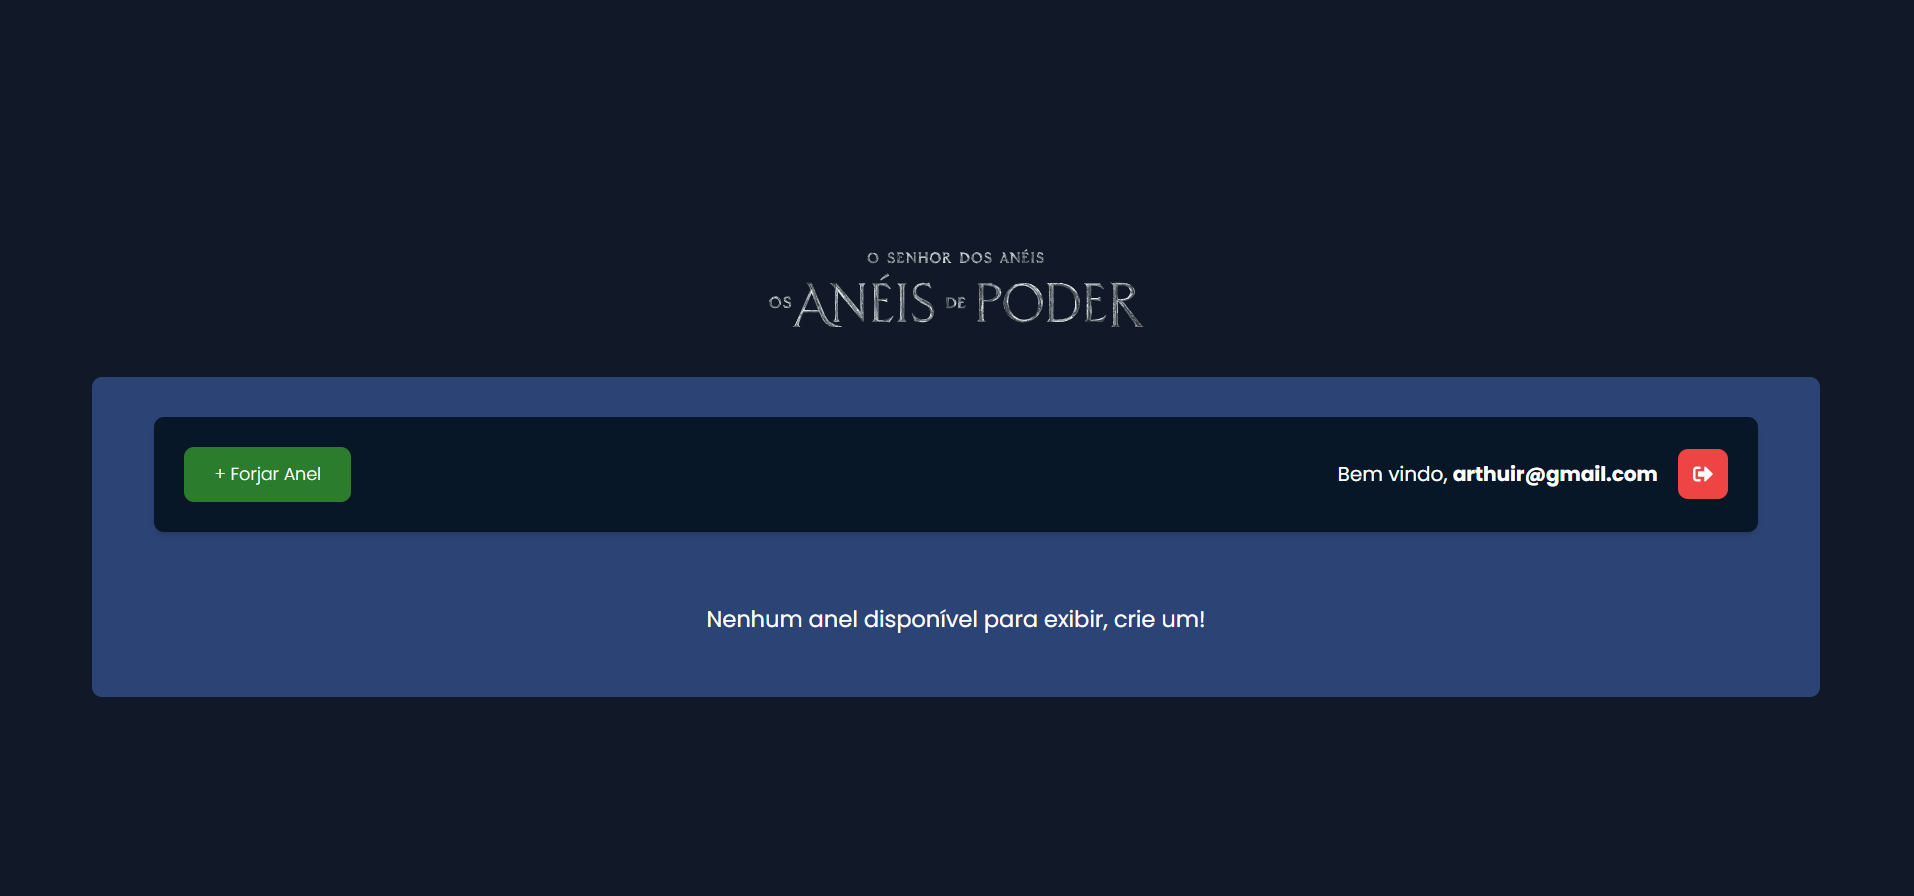 O SENHOR DOS ANÉIS
OS ANÉIS DE PODER
+ Forjar Anel
Bem vindo, arthuir@gmail.com
Nenhum anel disponível para exibir, crie um!